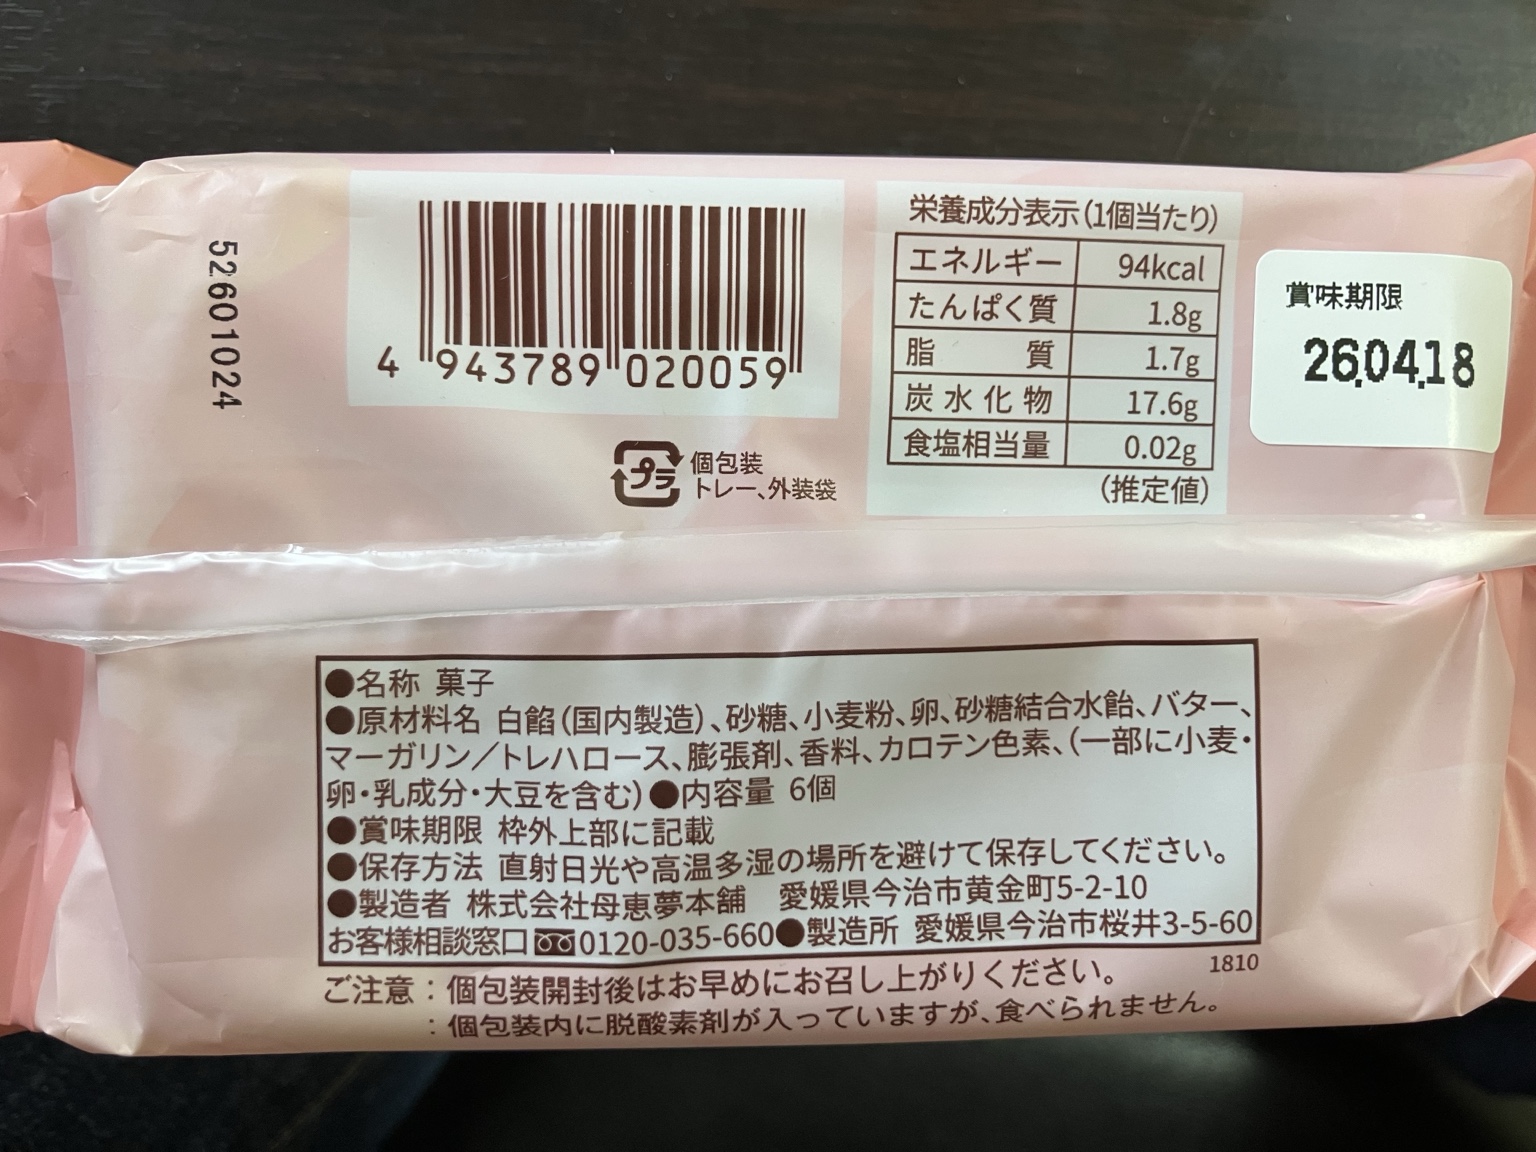 52601024
4 943789 020059
プラ 個包装
トレー、外装袋
栄養成分表示(1個当たり)
エネルギー 94kcal
たんぱく質 1.8g
脂質 1.7g
炭水化物 17.6g
食塩相当量 0.02g
(推定値)
賞味期限
26.04.18
●名称 菓子
●原材料名 白餡(国内製造)、砂糖、小麦粉、卵、砂糖結合水飴、バター、
マーガリン/トレハロース、膨張剤、香料、カロテン色素、(一部に小麦・
卵・乳成分・大豆を含む)●内容量 6個
●賞味期限 枠外上部に記載
●保存方法 直射日光や高温多湿の場所を避けて保存してください。
●製造者 株式会社母恵夢本舗 愛媛県今治市黄金町5-2-10
お客様相談窓口 0120-035-660●製造所 愛媛県今治市桜井3-5-60
1810
ご注意：個包装開封後はお早めにお召し上がりください。
：個包装内に脱酸素剤が入っていますが、食べられません。